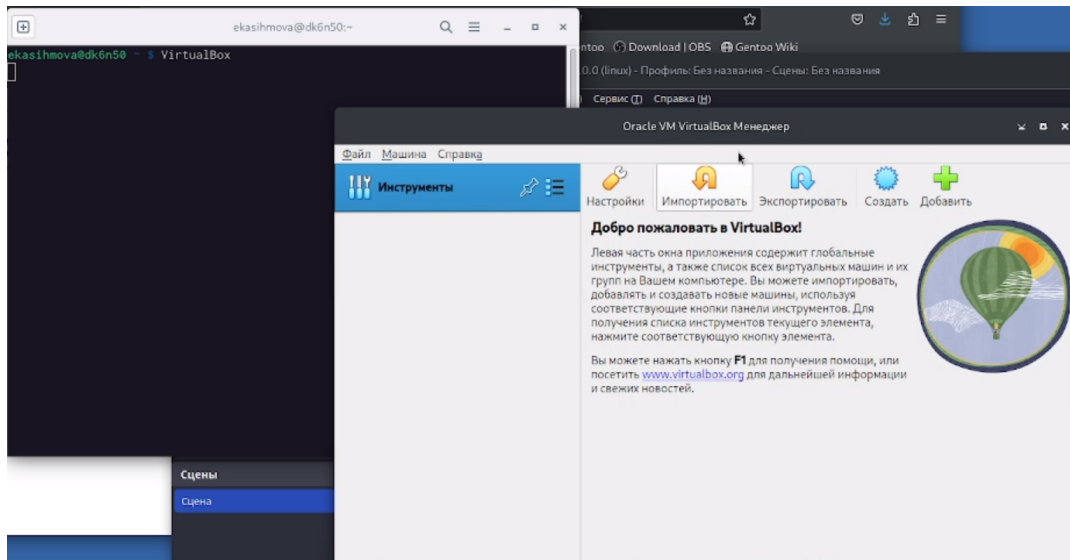 ekasihmova@dk6n50:~
ekasihmova@dk6n50 ~ $ VirtualBox
ntoo Download | OBS Gentoo Wiki
.0.0 (linux) - Профиль: Без названия - Сцены: Без названия
Сервис (T) Справка (H)
Oracle VM VirtualBox Менеджер
Файл Машина Справка
Инструменты
Настройки Импортировать Экспортировать Создать Добавить
Добро пожаловать в VirtualBox!
Левая часть окна приложения содержит глобальные
инструменты, а также список всех виртуальных машин и их
групп на Вашем компьютере. Вы можете импортировать,
добавлять и создавать новые машины, используя
соответствующие кнопки панели инструментов. Для
получения списка инструментов текущего элемента,
нажмите соответствующую кнопку элемента.
Вы можете нажать кнопку F1 для получения помощи, или
посетить www.virtualbox.org для дальнейшей информации
и свежих новостей.
Сцены
Сцена